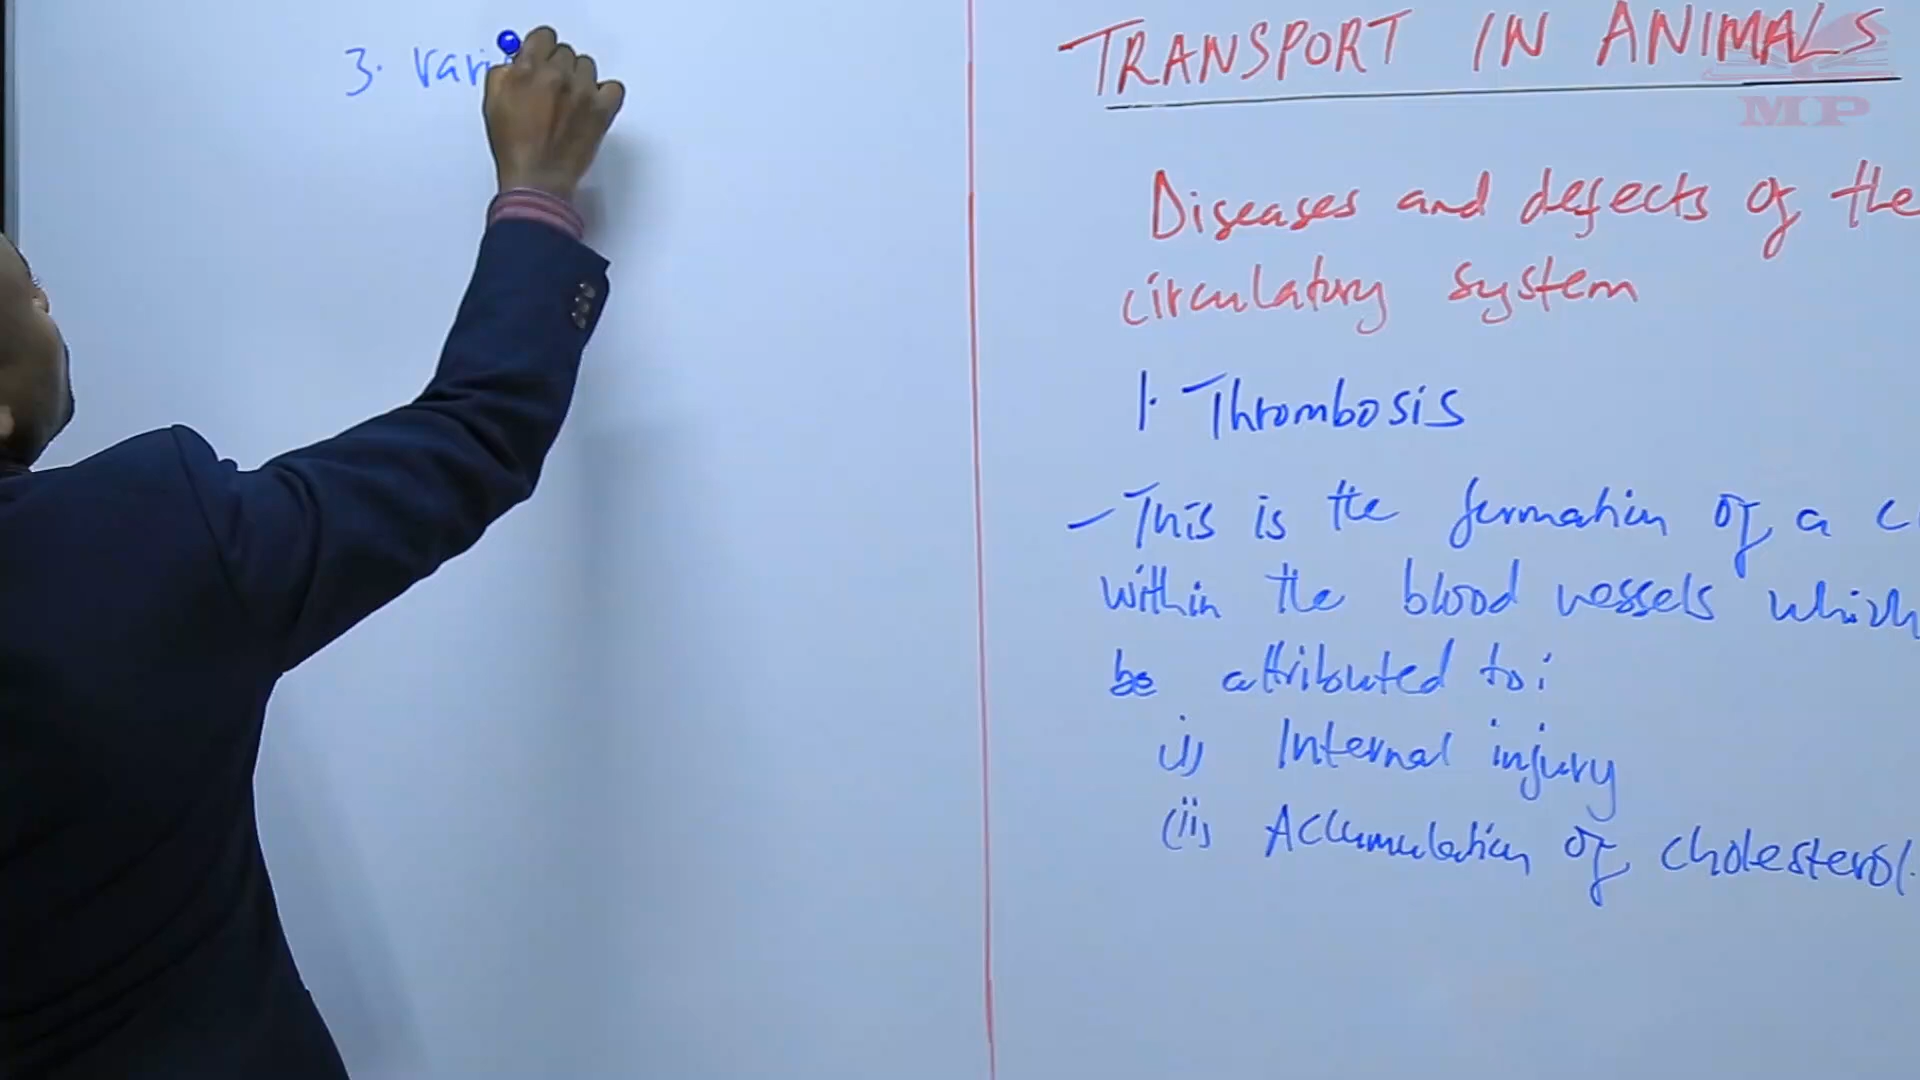 3. vari
TRANSPORT IN ANIMALS
MP
Diseases and defects of the
circulatory system
1. Thrombosis
- This is the formation of a
within the blood vessels which
be attributed to:
(i) Internal injury
(ii) Accumulation of cholesterol.